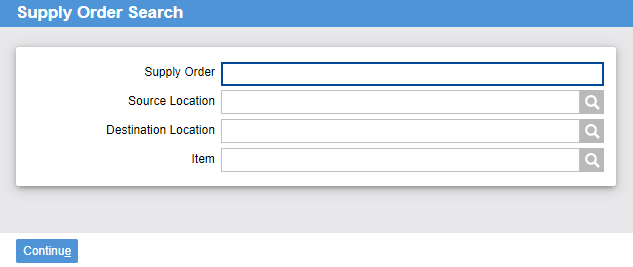 Supply Order Search
Supply Order
Source Location
Destination Location
Item
Continue